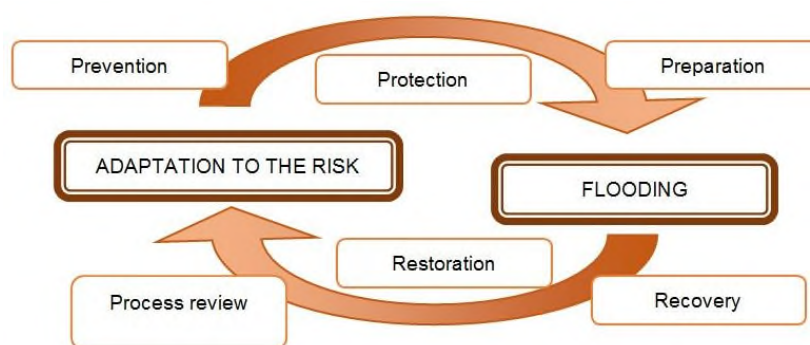 Prevention
Protection
Preparation
ADAPTATION TO THE RISK
FLOODING
Restoration
Process review
Recovery